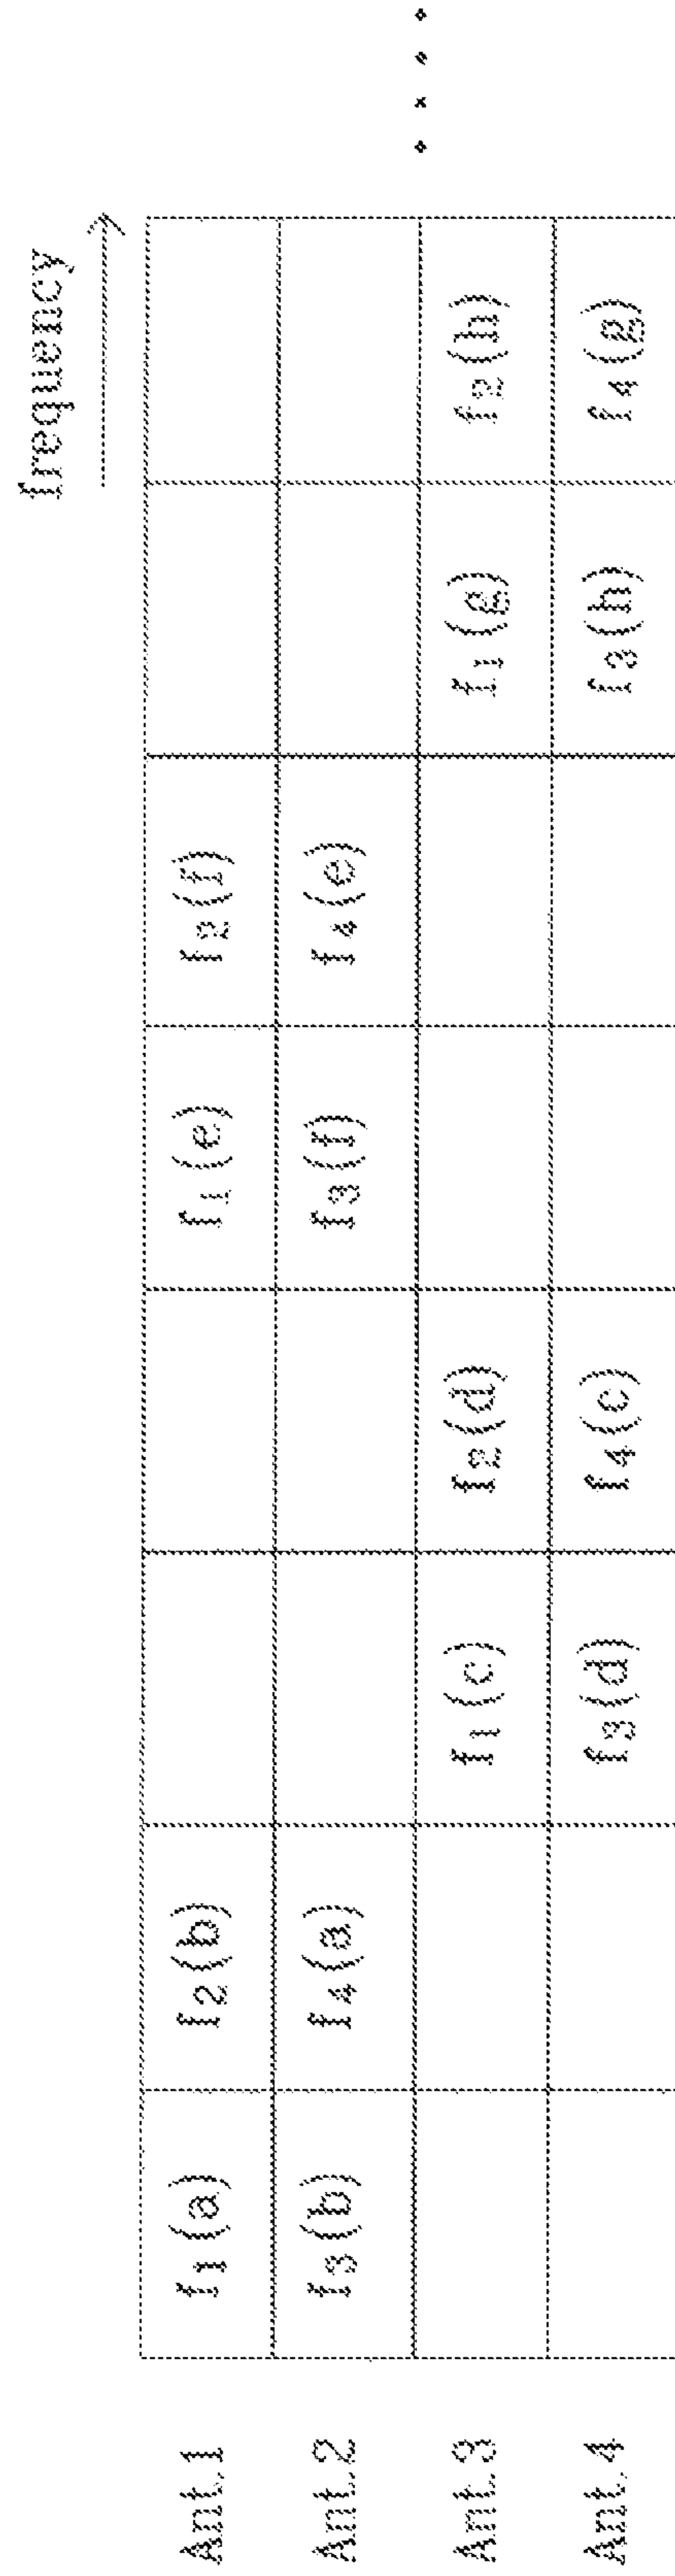 frequency
Ant.1 f₁(a) f₂(b) f₁(e) f₂(f)
Ant.2 f₃(b) f₄(a) f₃(f) f₄(e)
Ant.3 f₁(c) f₂(d) f₁(g) f₂(h)
Ant.4 f₃(d) f₄(c) f₃(h) f₄(g)